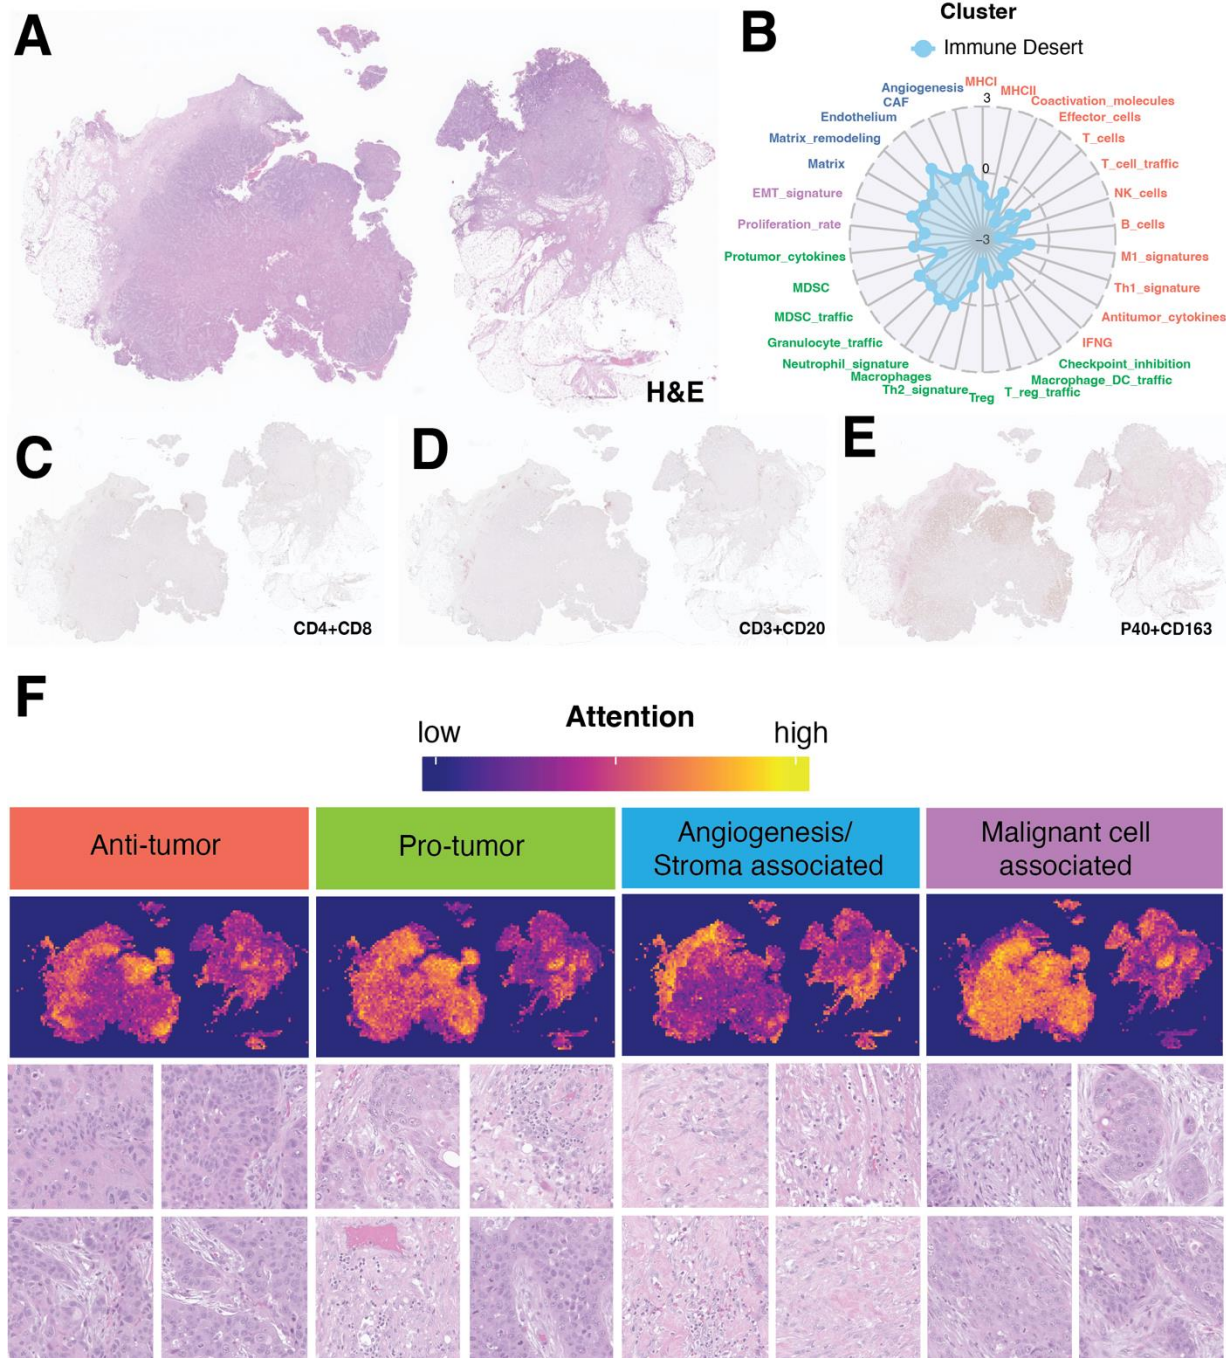 A
H&E
B
Cluster
Immune Desert
MHCI
MHCII
Coactivation_molecules
Effector_cells
T_cells
T_cell_traffic
NK_cells
B_cells
M1_signatures
Th1_signature
Antitumor_cytokines
IFNG
Checkpoint_inhibition
Macrophage_DC_traffic
T_reg_traffic
Treg
Th2_signature
Macrophages
Neutrophil_signature
Granulocyte_traffic
MDSC_traffic
MDSC
Protumor_cytokines
Proliferation_rate
EMT_signature
Matrix
Matrix_remodeling
Endothelium
CAF
Angiogenesis
3
0
−3
C
CD4+CD8
D
CD3+CD20
E
P40+CD163
F
Attention
low
high
Anti-tumor
Pro-tumor
Angiogenesis/
Stroma associated
Malignant cell
associated